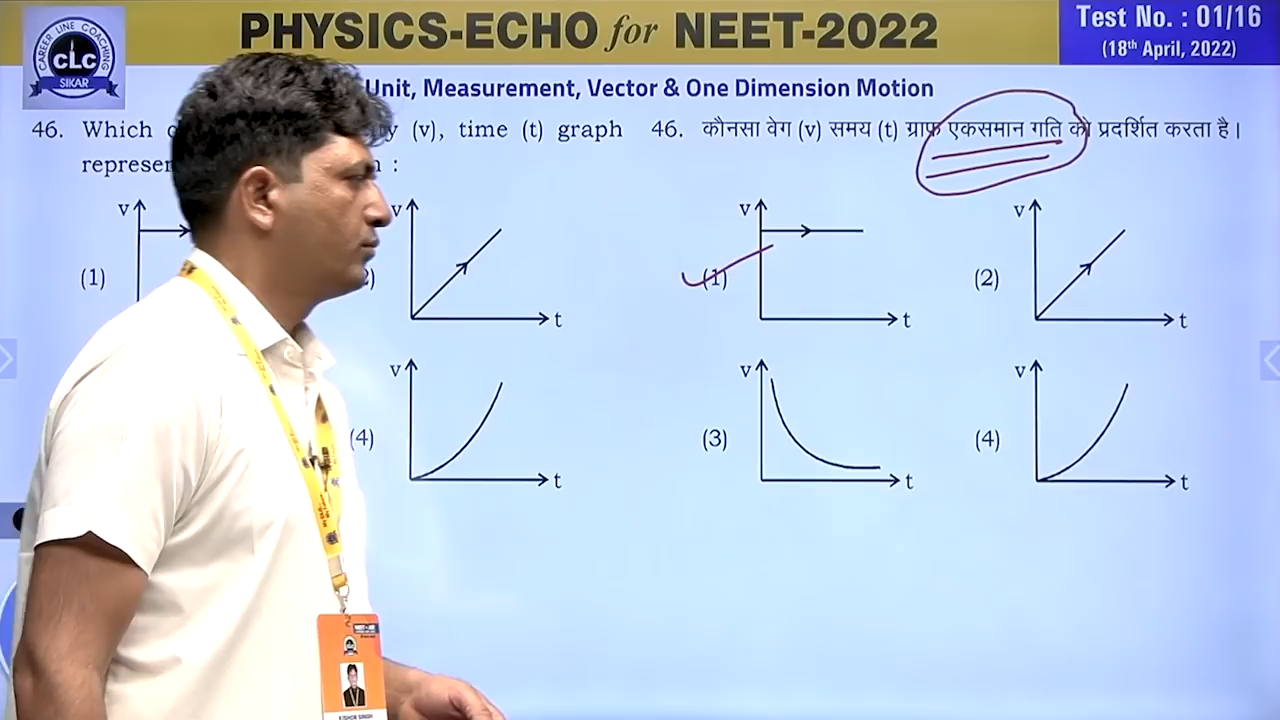 PHYSICS-ECHO for NEET-2022
Test No. : 01/16
(18th April, 2022)
CAREER LINE COACHING
CLC
SIKAR
Unit, Measurement, Vector & One Dimension Motion
46. Which (v), time (t) graph
:
46. कौनसा वेग (v) समय (t) ग्राफ एकसमान गति को प्रदर्शित करता है।
(1) v
v t
(4) v t
(1) v t
(2) v t
(3) v t
(4) v t
KISHOR SINGH